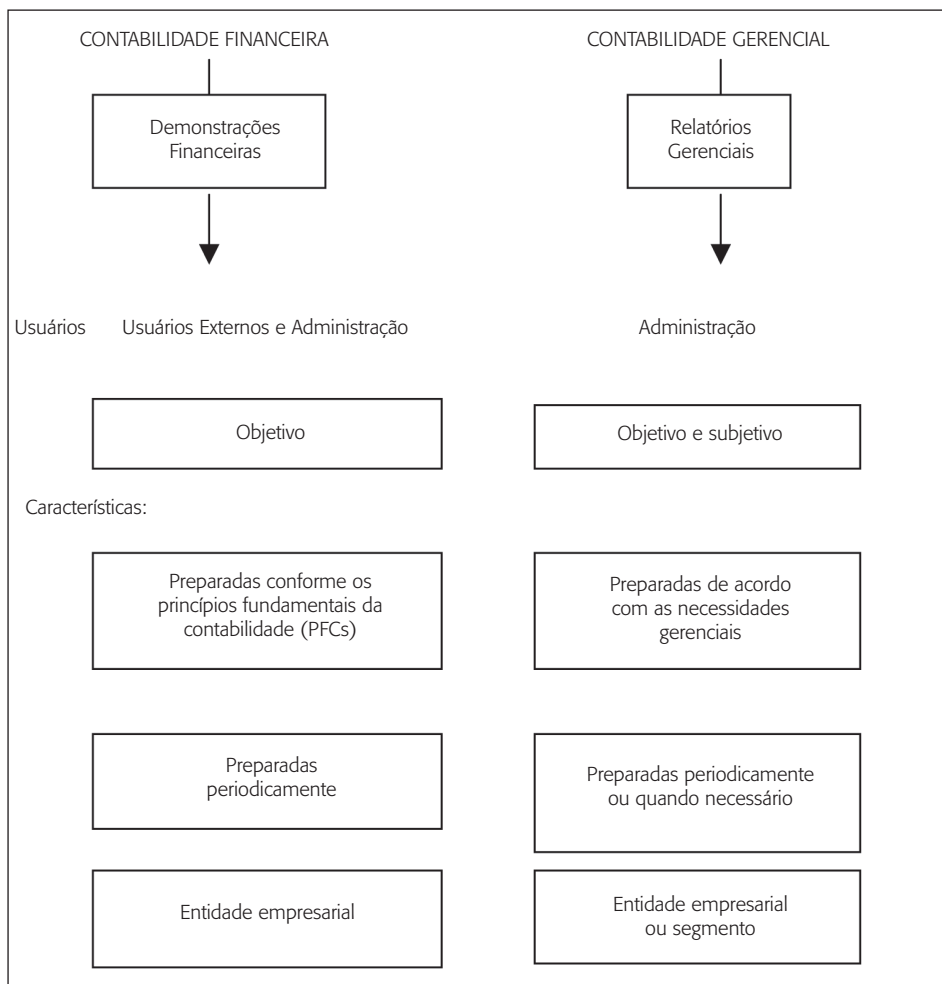 CONTABILIDADE FINANCEIRA
CONTABILIDADE GERENCIAL
Demonstrações
Financeiras
Relatórios
Gerenciais
Usuários
Usuários Externos e Administração
Administração
Objetivo
Objetivo e subjetivo
Características:
Preparadas conforme os
princípios fundamentais da
contabilidade (PFCs)
Preparadas de acordo
com as necessidades
gerenciais
Preparadas
periodicamente
Preparadas periodicamente
ou quando necessário
Entidade empresarial
Entidade empresarial
ou segmento